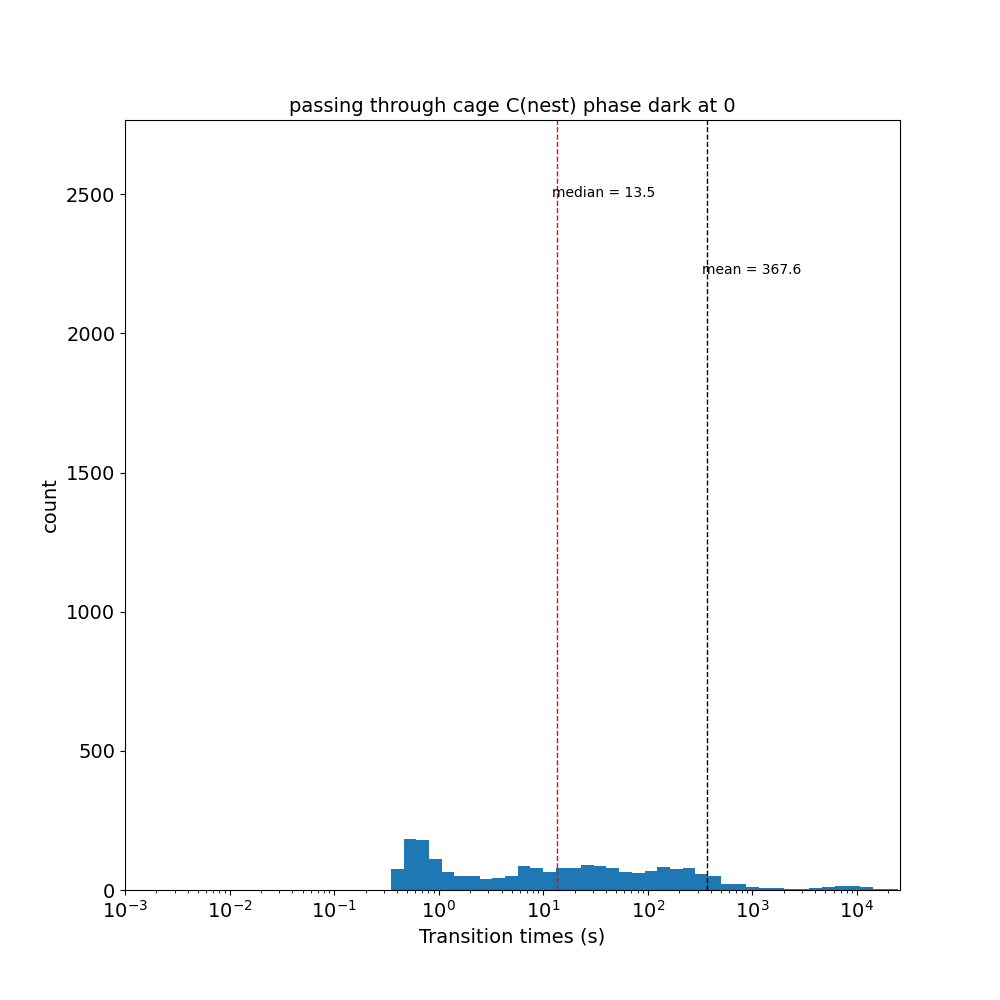 passing through cage C(nest) phase dark at 0
2500
median = 13.5
mean = 367.6
2000
1500
count
1000
500
0
10⁻³ 10⁻² 10⁻¹ 10⁰ 10¹ 10² 10³ 10⁴
Transition times (s)